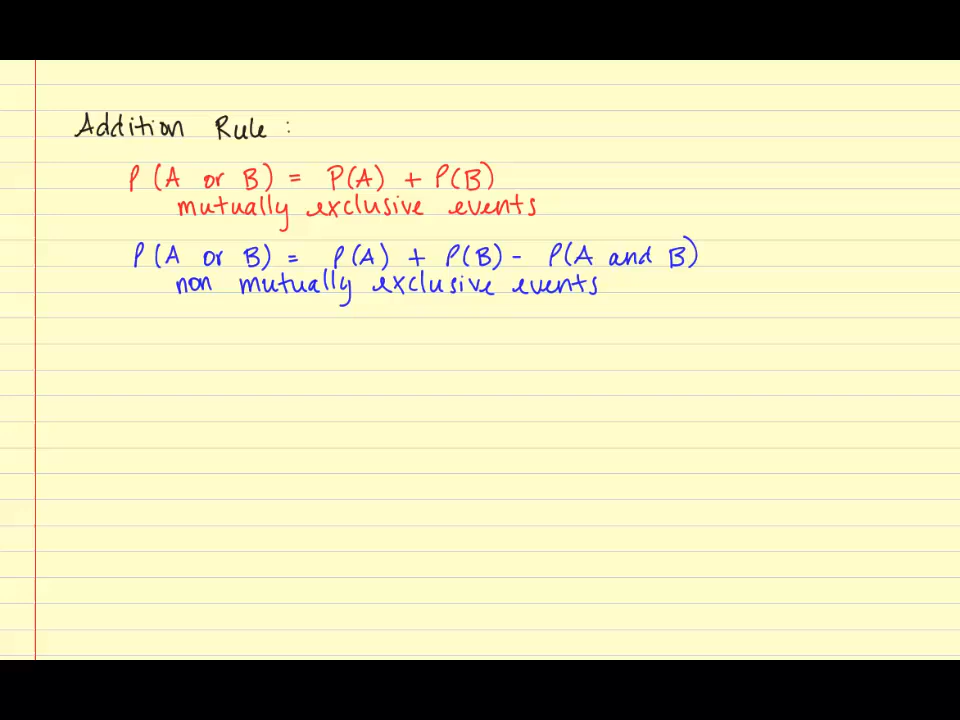 Addition Rule :
P (A or B) = P(A) + P(B)
mutually exclusive events
P (A or B) = P(A) + P(B) - P(A and B)
non mutually exclusive events